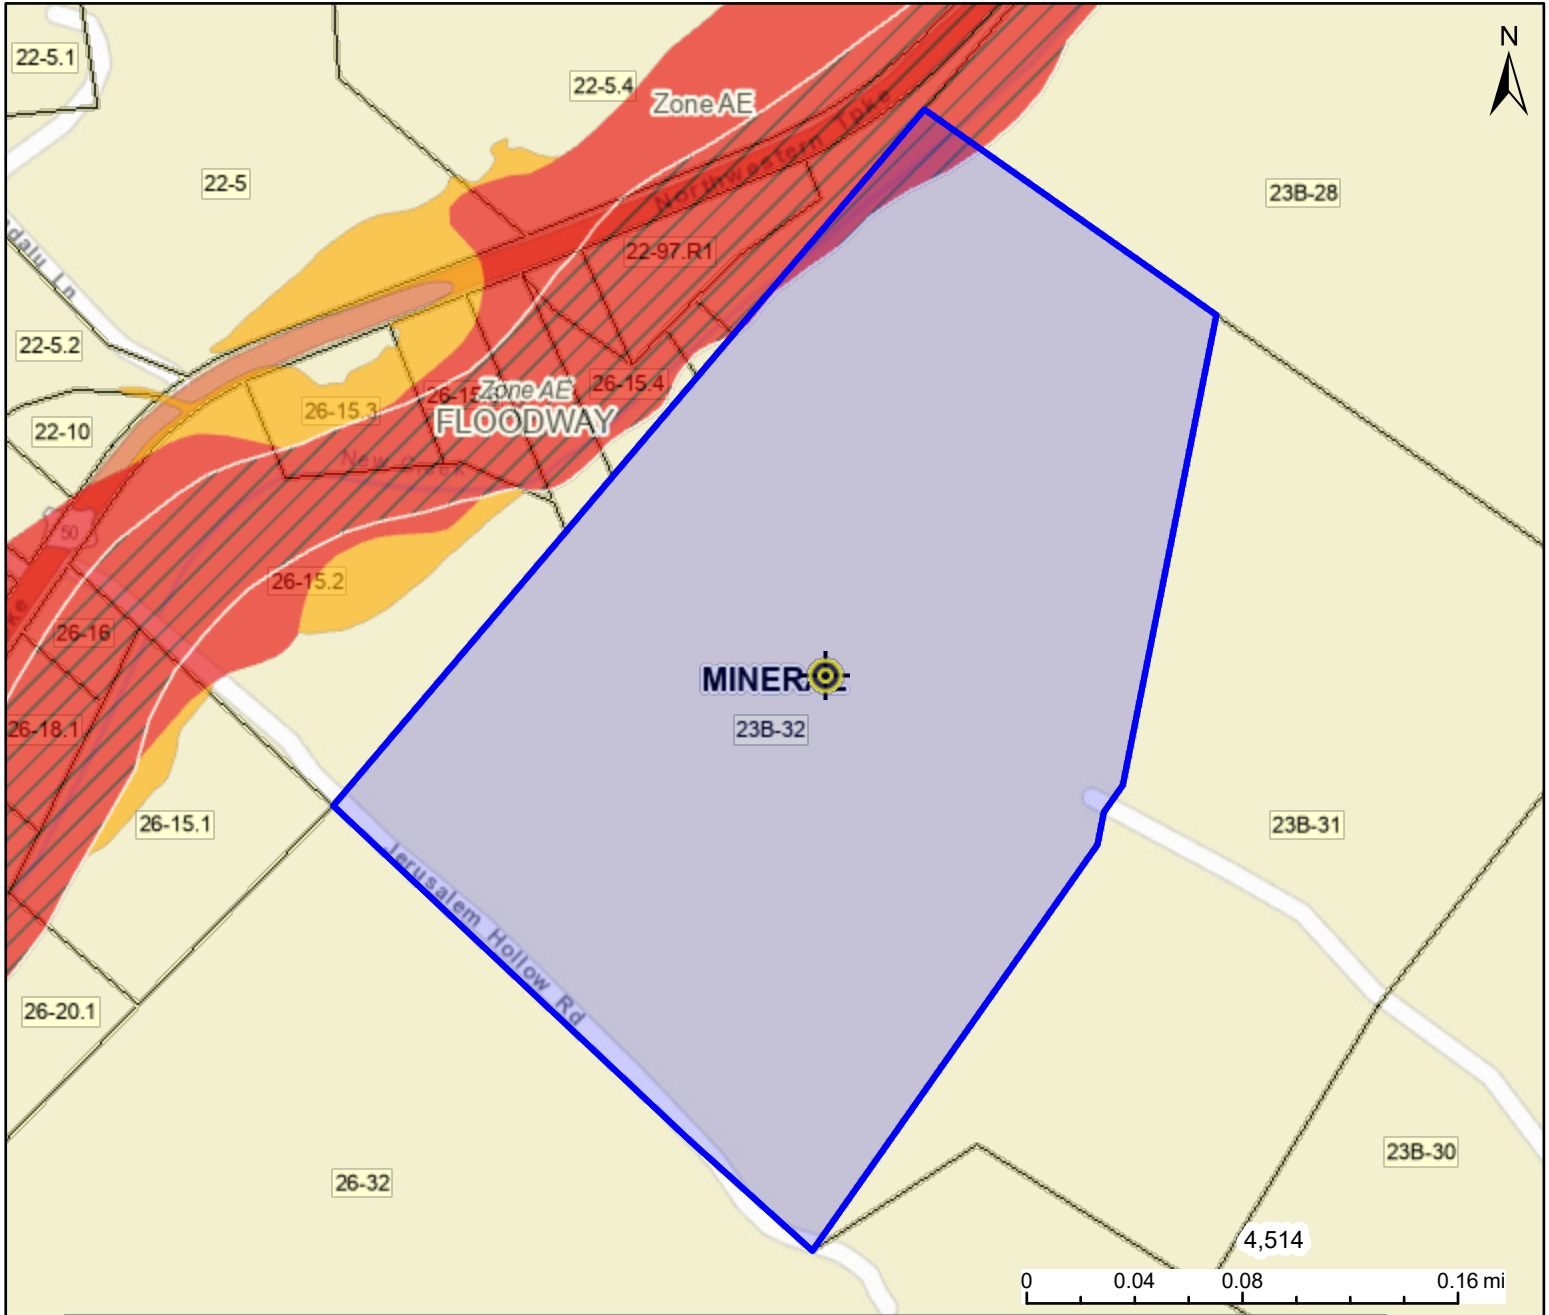 N
22-5.1
22-5.4
Zone AE
Northwestern Tpke
22-5
23B-28
22-97.R1
22-5.2
Zone AE
26-15.4
26-15.3
FLOODWAY
22-10
New Creek
50
26-15.2
26-16
MINERAL
23B-32
26-18.1
26-15.1
23B-31
Jerusalem Hollow Rd
26-20.1
23B-30
26-32
4,514
0 0.04 0.08 0.16 mi